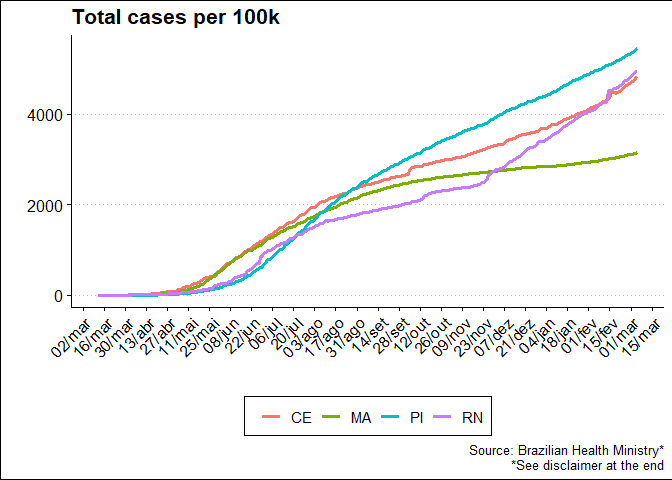 Total cases per 100k
4000
2000
0
02/mar 16/mar 30/mar 13/abr 27/abr 11/mai 25/mai 08/jun 22/jun 06/jul 20/jul 03/ago 17/ago 31/ago 14/set 28/set 12/out 26/out 09/nov 23/nov 07/dez 21/dez 04/jan 18/jan 01/fev 15/fev 01/mar 15/mar
CE MA PI RN
Source: Brazilian Health Ministry*
*See disclaimer at the end